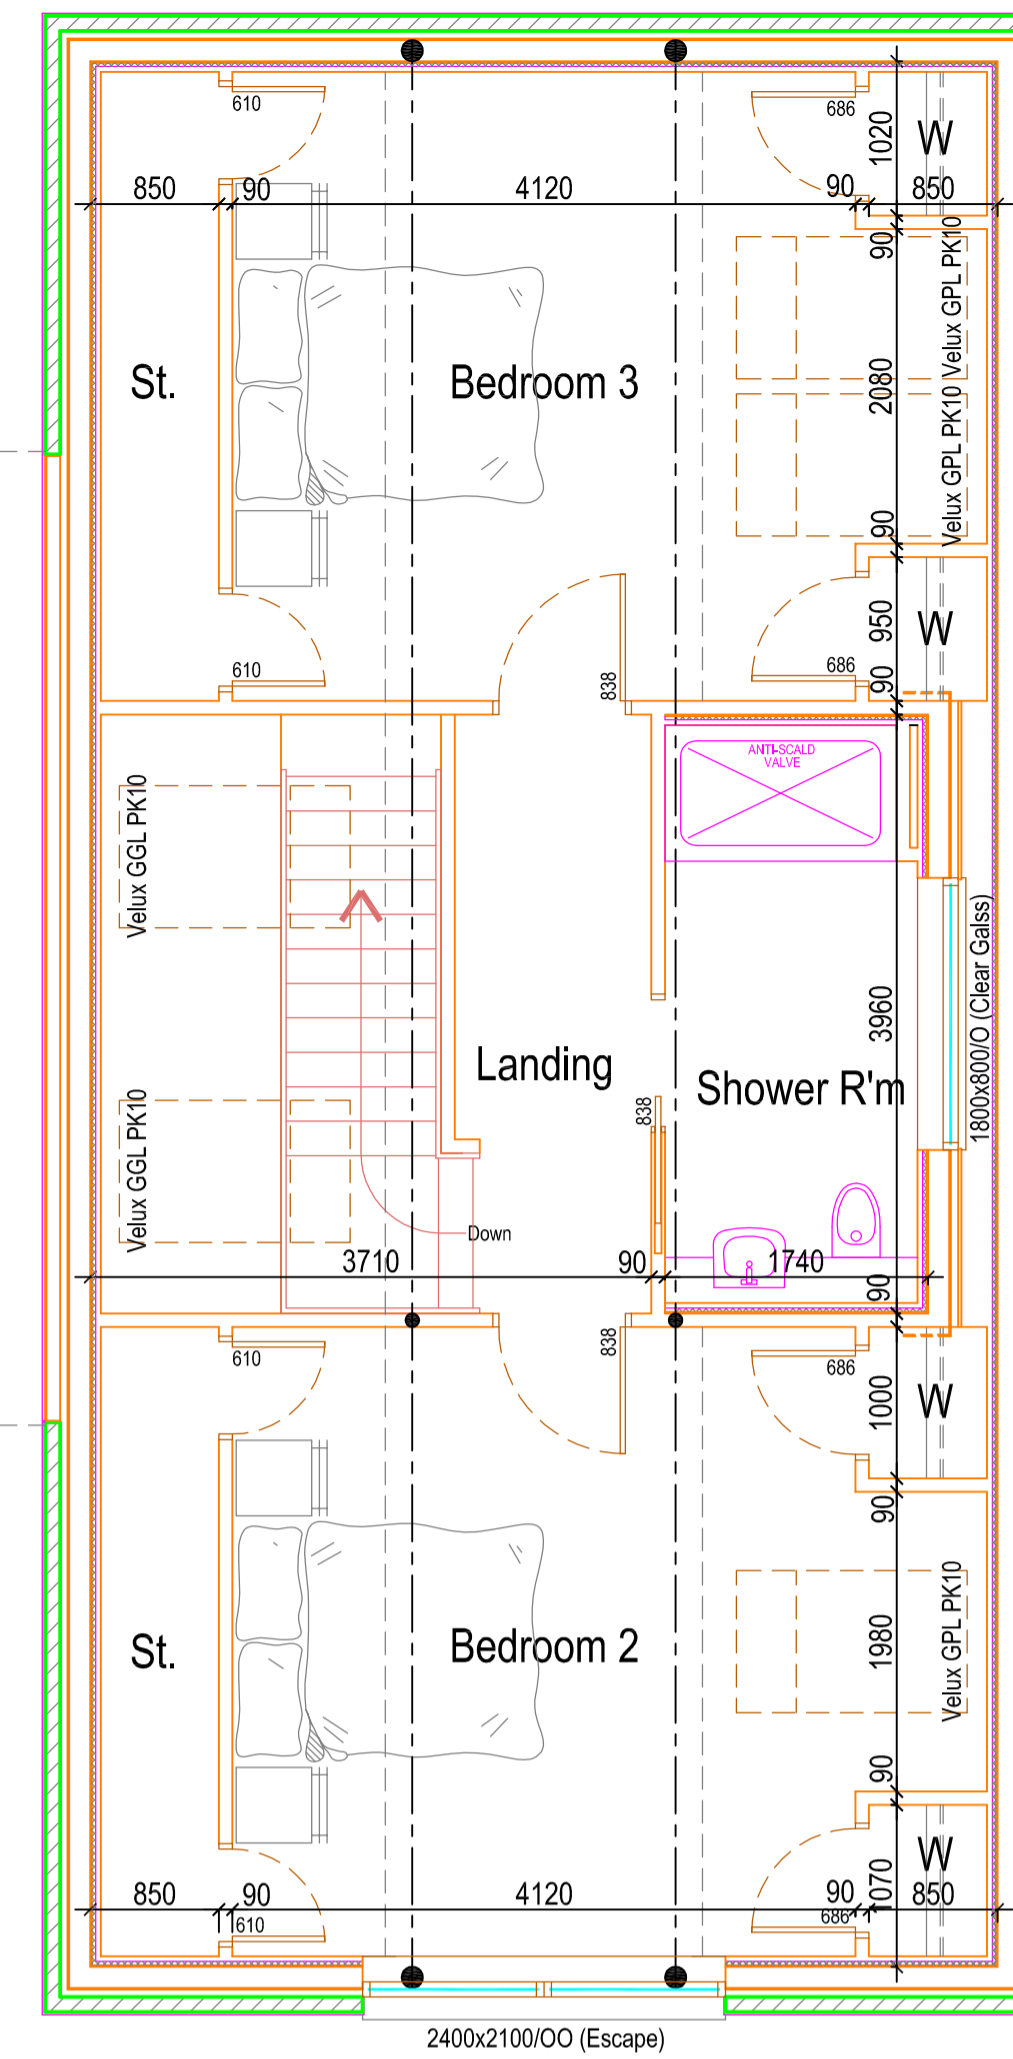 610
686
1020
W
850
90
4120
90
850
90
Velux GPL PK10
St.
Bedroom 3
2080
Velux GPL PK10
90
950
W
610
838
686
90
ANTI-SCALD
VALVE
Velux GGL PK10
1800x800/O (Clear Galss)
3960
Landing
Shower R'm
838
Velux GGL PK10
Down
3710
90
1740
90
610
838
686
1000
W
90
St.
Bedroom 2
1980
Velux GPL PK10
90
W
1070
850
90
4120
90
850
610
686
2400x2100/OO (Escape)